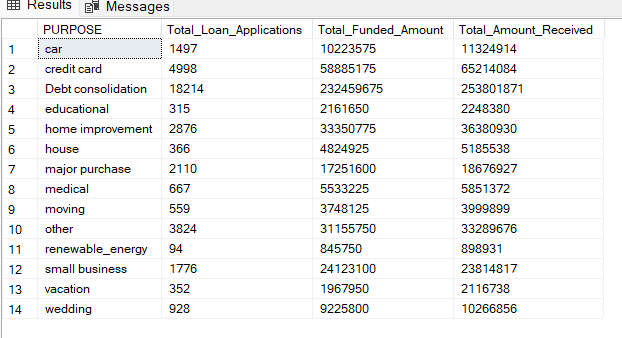 Results Messages
PURPOSE Total_Loan_Applications Total_Funded_Amount Total_Amount_Received
1 car 1497 10223575 11324914
2 credit card 4998 58885175 65214084
3 Debt consolidation 18214 232459675 253801871
4 educational 315 2161650 2248380
5 home improvement 2876 33350775 36380930
6 house 366 4824925 5185538
7 major purchase 2110 17251600 18676927
8 medical 667 5533225 5851372
9 moving 559 3748125 3999899
10 other 3824 31155750 33289676
11 renewable_energy 94 845750 898931
12 small business 1776 24123100 23814817
13 vacation 352 1967950 2116738
14 wedding 928 9225800 10266856